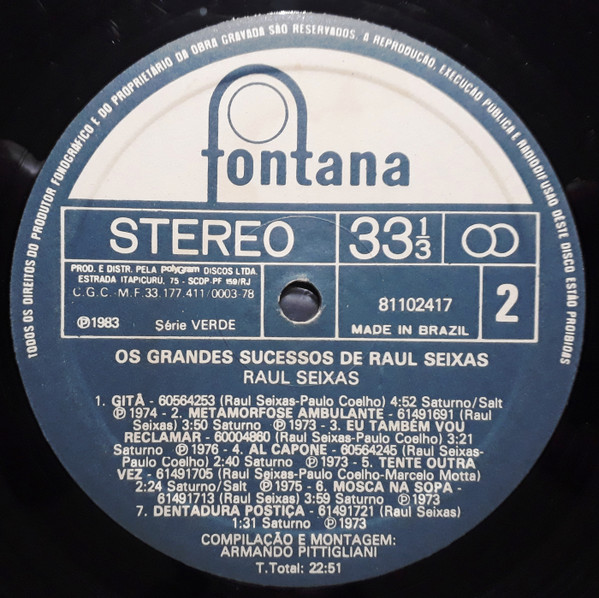 TODOS OS DIREITOS DO PRODUTOR FONOGRÁFICO E DO PROPRIETÁRIO DA OBRA GRAVADA SÃO RESERVADOS. A REPRODUÇÃO, EXECUÇÃO PÚBLICA E RADIODIFUSÃO DESTE DISCO ESTÃO PROIBIDAS
fontana
STEREO
33 1/3
PROD. E DISTR. PELA polygram DISCOS LTDA.
ESTRADA ITAPICURU, 75 - SCDP-PF 159/RJ
C.G.C.-M.F.33.177.411/0003-78
81102417
2
℗1983 Série VERDE
MADE IN BRAZIL
OS GRANDES SUCESSOS DE RAUL SEIXAS
RAUL SEIXAS
1. GITÃ - 60564253 (Raul Seixas-Paulo Coelho) 4:52 Saturno/Salt
℗1974 - 2. METAMORFOSE AMBULANTE - 61491691 (Raul
Seixas) 3:50 Saturno ℗1973 - 3. EU TAMBÉM VOU
RECLAMAR - 60004860 (Raul Seixas-Paulo Coelho) 3:21
Saturno ℗1976 - 4. AL CAPONE - 60564245 (Raul Seixas-
Paulo Coelho) 2:40 Saturno ℗1973 - 5. TENTE OUTRA
VEZ - 61491705 (Raul Seixas-Paulo Coelho-Marcelo Motta)
2:24 Saturno/Salt ℗1975 - 6. MOSCA NA SOPA -
61491713 (Raul Seixas) 3:59 Saturno ℗1973
7. DENTADURA POSTIÇA - 61491721 (Raul Seixas)
1:31 Saturno ℗1973
COMPILAÇÃO E MONTAGEM:
ARMANDO PITTIGLIANI
T.Total: 22:51